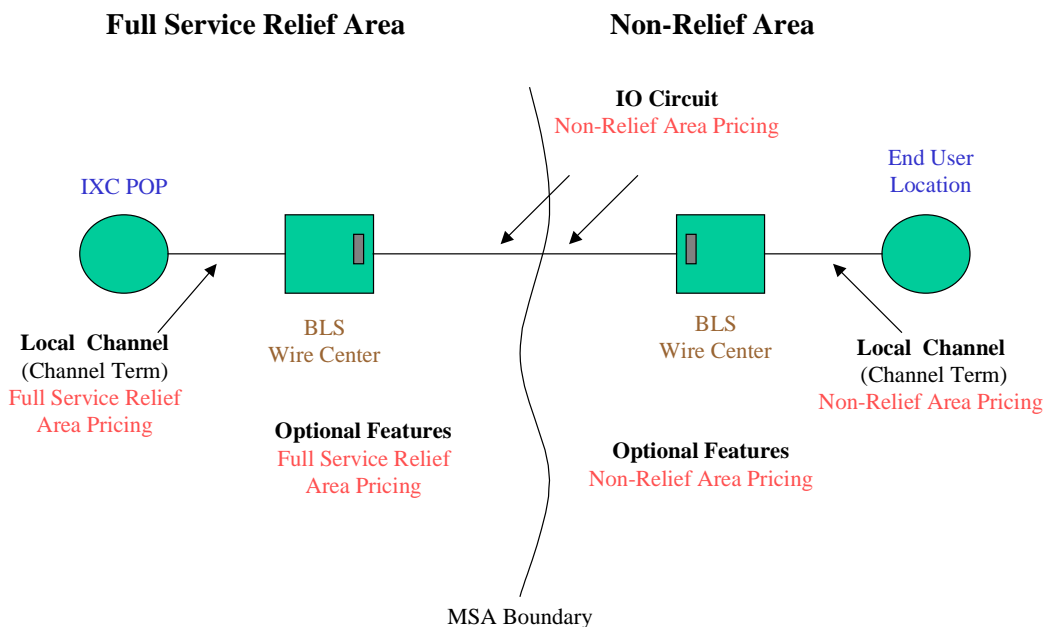 Full Service Relief Area
Non-Relief Area
IO Circuit
Non-Relief Area Pricing
IXC POP
End User
Location
BLS
Wire Center
BLS
Wire Center
Local Channel
(Channel Term)
Full Service Relief
Area Pricing
Local Channel
(Channel Term)
Non-Relief Area Pricing
Optional Features
Full Service Relief
Area Pricing
Optional Features
Non-Relief Area Pricing
MSA Boundary